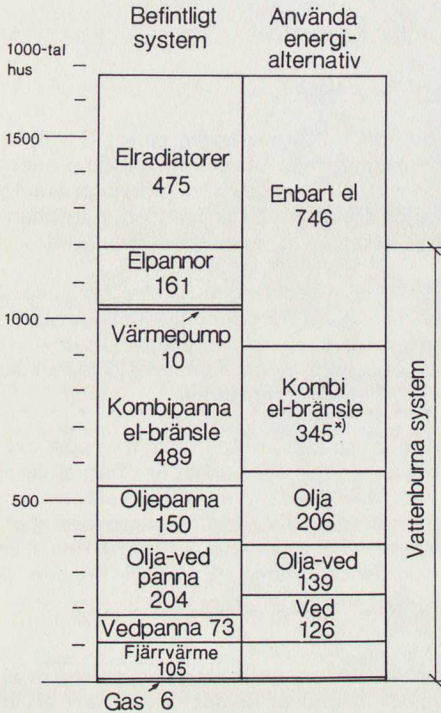 Befintligt
system
Använda
energi-
alternativ
1000-tal
hus
1500
1000
500
Elradiatorer
475
Elpannor
161
Värmepump
10
Kombipanna
el-bränsle
489
Oljepanna
150
Olja-ved
panna
204
Vedpanna 73
Fjärrvärme
105
Gas 6
Enbart el
746
Kombi
el-bränsle
345x)
Olja
206
Olja-ved
139
Ved
126
Vattenburna system